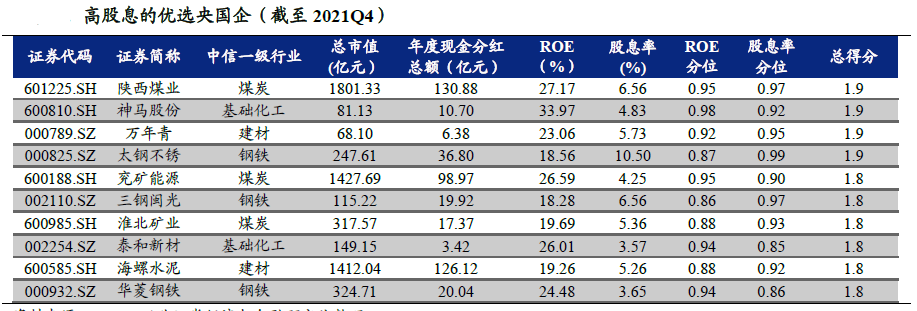 高股息的优选央国企（截至 2021Q4）
证券代码 证券简称 中信一级行业 总市值(亿元) 年度现金分红总额（亿元） ROE（%） 股息率(%) ROE分位 股息率分位 总得分
601225.SH 陕西煤业 煤炭 1801.33 130.88 27.17 6.56 0.95 0.97 1.9
600810.SH 神马股份 基础化工 81.13 10.70 33.97 4.83 0.98 0.92 1.9
000789.SZ 万年青 建材 68.10 6.38 23.06 5.73 0.92 0.95 1.9
000825.SZ 太钢不锈 钢铁 247.61 36.80 18.56 10.50 0.87 0.99 1.9
600188.SH 兖矿能源 煤炭 1427.69 98.97 26.59 4.25 0.95 0.90 1.8
002110.SZ 三钢闽光 钢铁 115.22 19.92 18.28 6.56 0.86 0.97 1.8
600985.SH 淮北矿业 煤炭 317.57 17.37 19.69 5.36 0.88 0.93 1.8
002254.SZ 泰和新材 基础化工 149.15 3.42 26.01 3.57 0.94 0.85 1.8
600585.SH 海螺水泥 建材 1412.04 126.12 19.26 5.26 0.88 0.92 1.8
000932.SZ 华菱钢铁 钢铁 324.71 20.04 24.48 3.65 0.94 0.86 1.8